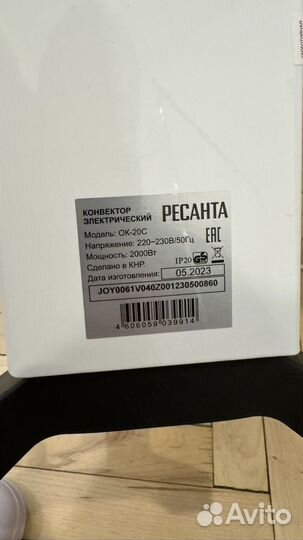 КОНВЕКТОР
ЭЛЕКТРИЧЕСКИЙ
РЕСАНТА
Модель: ОК-20С
Напряжение: 220~230В/50Гц
Мощность: 2000Вт
Сделано в КНР.
IP20
EAC
Дата изготовления:
05.2023
JOY0061V040Z001230500860
4 606059 039914
Avito